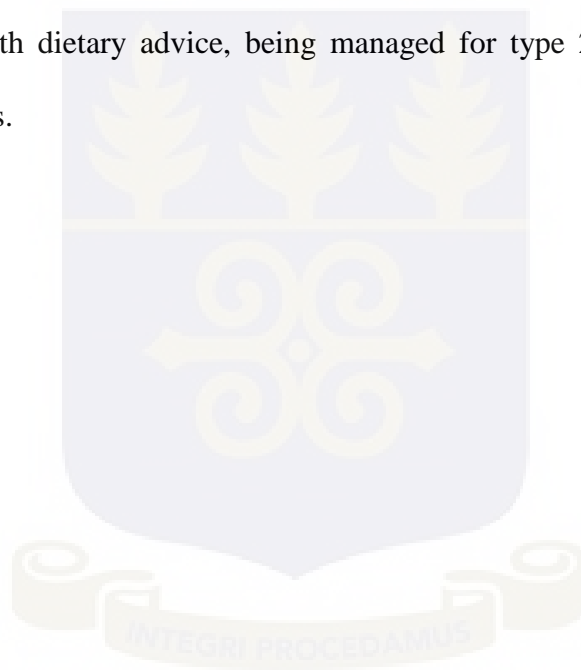 th dietary advice, being managed for type 2
s.
INTEGRI PROCEDAMUS